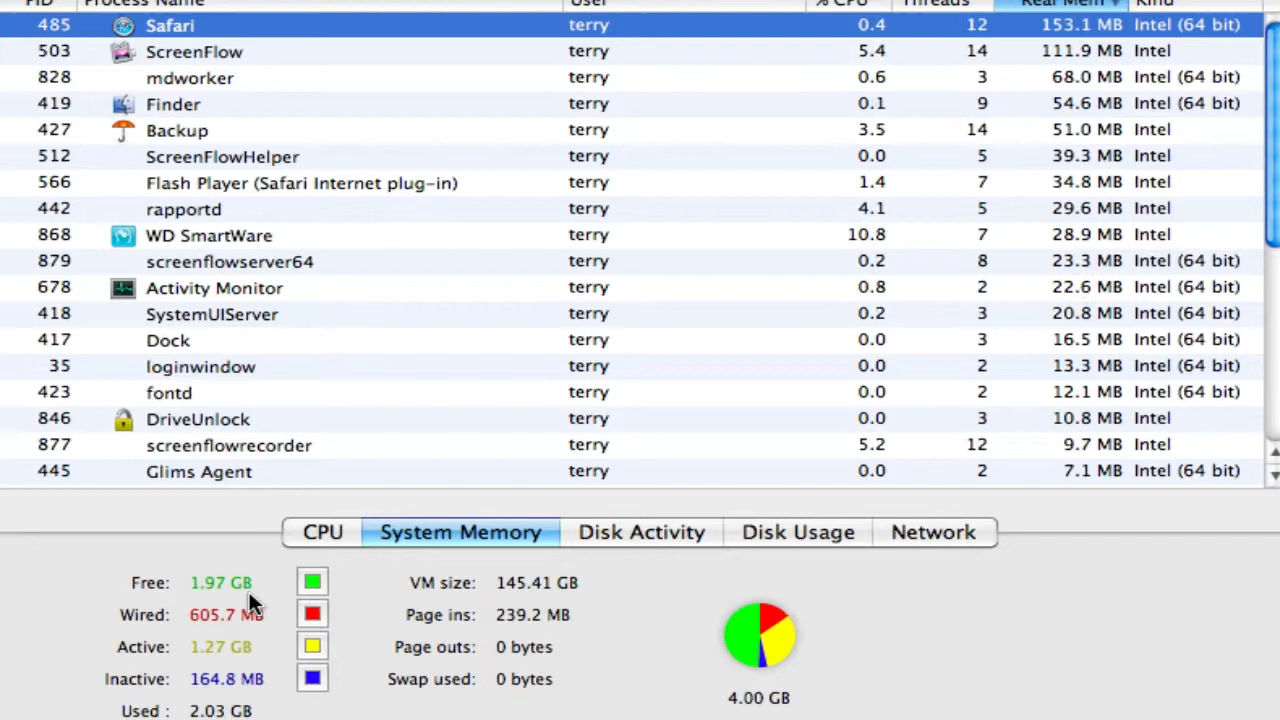 PID Process Name User % CPU Threads Real Mem Kind
485 Safari terry 0.4 12 153.1 MB Intel (64 bit)
503 ScreenFlow terry 5.4 14 111.9 MB Intel
828 mdworker terry 0.6 3 68.0 MB Intel (64 bit)
419 Finder terry 0.1 9 54.6 MB Intel (64 bit)
427 Backup terry 3.5 14 51.0 MB Intel
512 ScreenFlowHelper terry 0.0 5 39.3 MB Intel
566 Flash Player (Safari Internet plug-in) terry 1.4 7 34.8 MB Intel
442 rapportd terry 4.1 5 29.6 MB Intel
868 WD SmartWare terry 10.8 7 28.9 MB Intel
879 screenflowserver64 terry 0.2 8 23.3 MB Intel (64 bit)
678 Activity Monitor terry 0.8 2 22.6 MB Intel (64 bit)
418 SystemUIServer terry 0.2 3 20.8 MB Intel (64 bit)
417 Dock terry 0.0 3 16.5 MB Intel (64 bit)
35 loginwindow terry 0.0 2 13.3 MB Intel (64 bit)
423 fontd terry 0.0 2 12.1 MB Intel (64 bit)
846 DriveUnlock terry 0.0 3 10.8 MB Intel
877 screenflowrecorder terry 5.2 12 9.7 MB Intel
445 Glims Agent terry 0.0 2 7.1 MB Intel (64 bit)
CPU System Memory Disk Activity Disk Usage Network
Free: 1.97 GB VM size: 145.41 GB
Wired: 605.7 MB Page ins: 239.2 MB
Active: 1.27 GB Page outs: 0 bytes
Inactive: 164.8 MB Swap used: 0 bytes
4.00 GB
Used : 2.03 GB